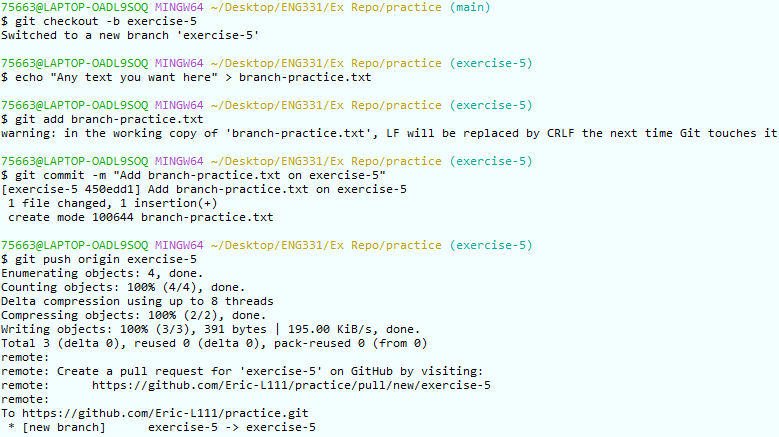 75663@LAPTOP-OADL9SOQ MINGW64 ~/Desktop/ENG331/Ex Repo/practice (main)
$ git checkout -b exercise-5
Switched to a new branch 'exercise-5'
75663@LAPTOP-OADL9SOQ MINGW64 ~/Desktop/ENG331/Ex Repo/practice (exercise-5)
$ echo "Any text you want here" > branch-practice.txt
75663@LAPTOP-OADL9SOQ MINGW64 ~/Desktop/ENG331/Ex Repo/practice (exercise-5)
$ git add branch-practice.txt
warning: in the working copy of 'branch-practice.txt', LF will be replaced by CRLF the next time Git touches it
75663@LAPTOP-OADL9SOQ MINGW64 ~/Desktop/ENG331/Ex Repo/practice (exercise-5)
$ git commit -m "Add branch-practice.txt on exercise-5"
[exercise-5 450edd1] Add branch-practice.txt on exercise-5
 1 file changed, 1 insertion(+)
 create mode 100644 branch-practice.txt
75663@LAPTOP-OADL9SOQ MINGW64 ~/Desktop/ENG331/Ex Repo/practice (exercise-5)
$ git push origin exercise-5
Enumerating objects: 4, done.
Counting objects: 100% (4/4), done.
Delta compression using up to 8 threads
Compressing objects: 100% (2/2), done.
Writing objects: 100% (3/3), 391 bytes | 195.00 KiB/s, done.
Total 3 (delta 0), reused 0 (delta 0), pack-reused 0 (from 0)
remote:
remote: Create a pull request for 'exercise-5' on GitHub by visiting:
remote:      https://github.com/Eric-L111/practice/pull/new/exercise-5
remote:
To https://github.com/Eric-L111/practice.git
 * [new branch]      exercise-5 -> exercise-5